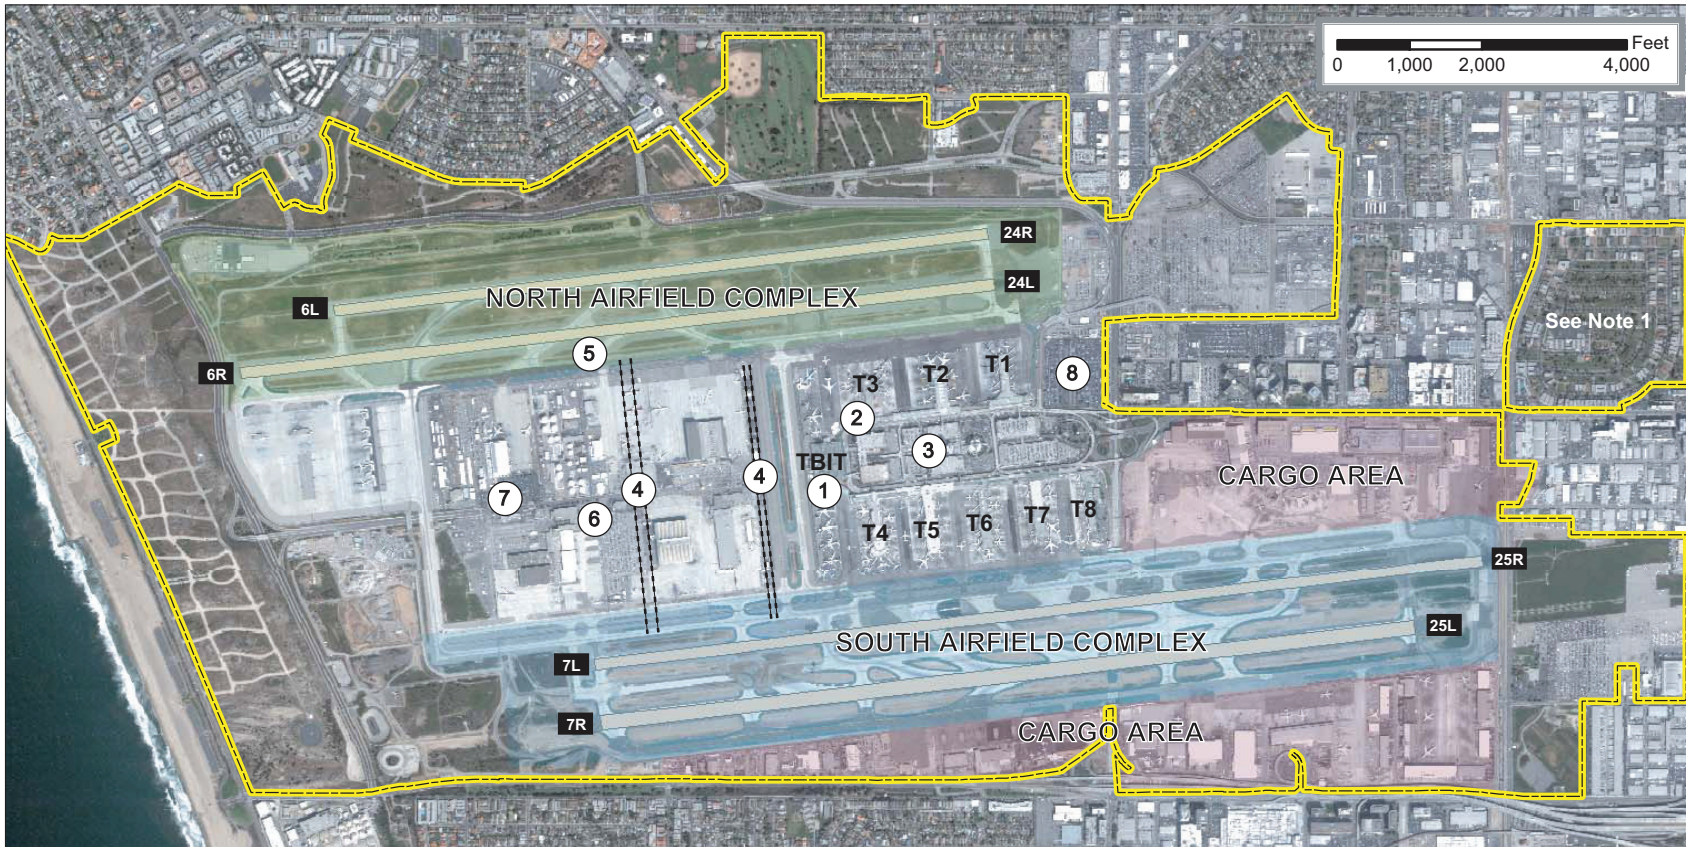 Feet
0 1,000 2,000 4,000
24R
24L
6L
NORTH AIRFIELD COMPLEX
See Note 1
6R
5
T3
T2
T1
8
2
3
TBIT
CARGO AREA
4
4
1
7
6
T4
T5
T6
T7
T8
25R
25L
SOUTH AIRFIELD COMPLEX
7L
7R
CARGO AREA